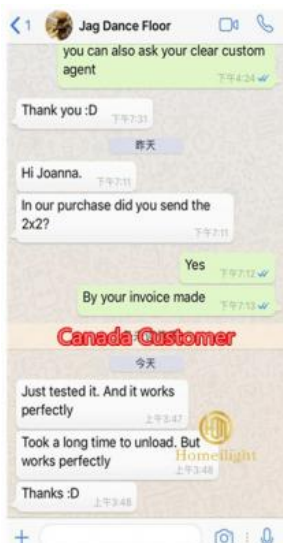 1
Jag Dance Floor
you can also ask your clear custom
agent
下午4:24
Thank you :D
下午7:31
昨天
Hi Joanna.
下午7:11
In our purchase did you send the
2x2?
下午7:11
Yes
下午7:12
By your invoice made
下午7:13
Canada Customer
今天
Just tested it. And it works
perfectly
上午3:47
Took a long time to unload. But
works perfectly
上午3:48
Homeilight
Thanks :D
上午3:48